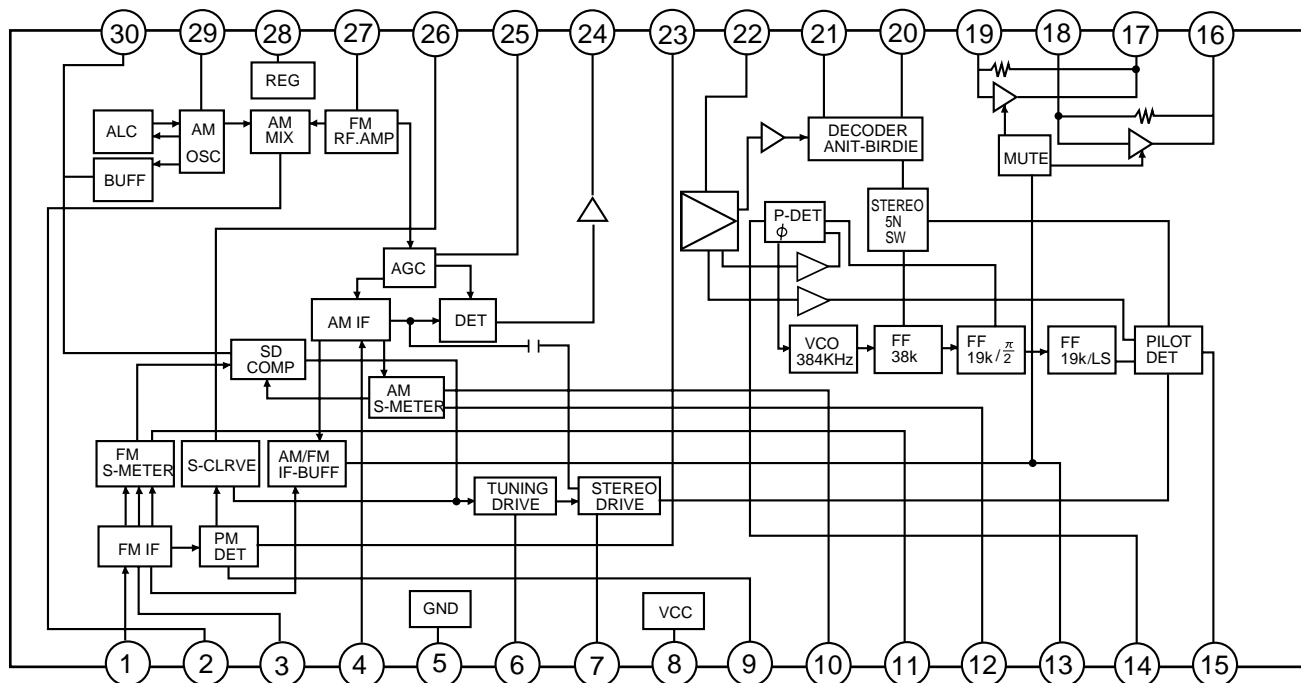 30 29 28 27 26 25 24 23 22 21 20 19 18 17 16
REG
ALC
AM
OSC
AM
MIX
FM
RF.AMP
BUFF
DECODER
ANIT-BIRDIE
MUTE
STEREO
5N
SW
P-DET
ϕ
AGC
AM IF
DET
SD
COMP
AM
S-METER
VCO
384KHz
FF
38k
FF
19k/π/2
FF
19k/LS
PILOT
DET
FM
S-METER
S-CLRVE
AM/FM
IF-BUFF
TUNING
DRIVE
STEREO
DRIVE
FM IF
PM
DET
GND
VCC
1 2 3 4 5 6 7 8 9 10 11 12 13 14 15